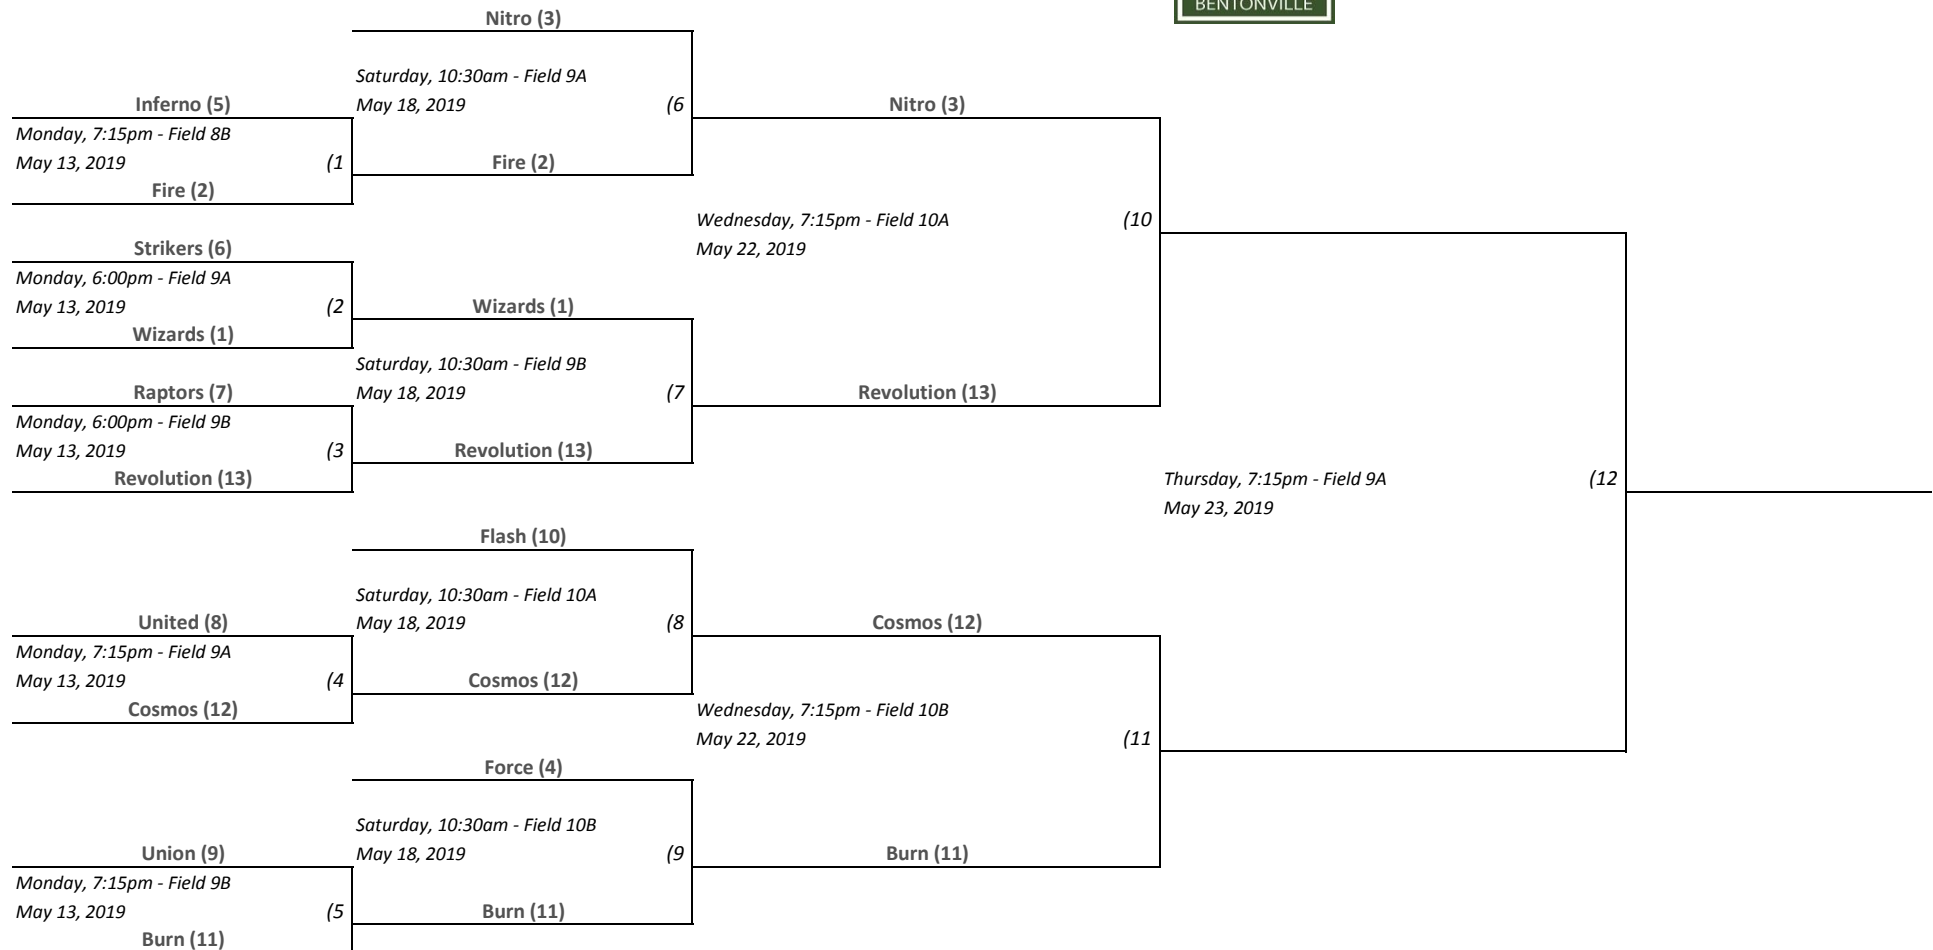 BENTONVILLE
Nitro (3)
Saturday, 10:30am - Field 9A
May 18, 2019 (6
Inferno (5)
Monday, 7:15pm - Field 8B
May 13, 2019 (1
Fire (2)
Fire (2)
Nitro (3)
Wednesday, 7:15pm - Field 10A (10
May 22, 2019
Strikers (6)
Monday, 6:00pm - Field 9A
May 13, 2019 (2
Wizards (1)
Wizards (1)
Saturday, 10:30am - Field 9B
May 18, 2019 (7
Raptors (7)
Monday, 6:00pm - Field 9B
May 13, 2019 (3
Revolution (13)
Revolution (13)
Revolution (13)
Thursday, 7:15pm - Field 9A (12
May 23, 2019
Flash (10)
Saturday, 10:30am - Field 10A
May 18, 2019 (8
United (8)
Monday, 7:15pm - Field 9A
May 13, 2019 (4
Cosmos (12)
Cosmos (12)
Cosmos (12)
Wednesday, 7:15pm - Field 10B
May 22, 2019 (11
Force (4)
Saturday, 10:30am - Field 10B
May 18, 2019 (9
Union (9)
Monday, 7:15pm - Field 9B
May 13, 2019 (5
Burn (11)
Burn (11)
Burn (11)